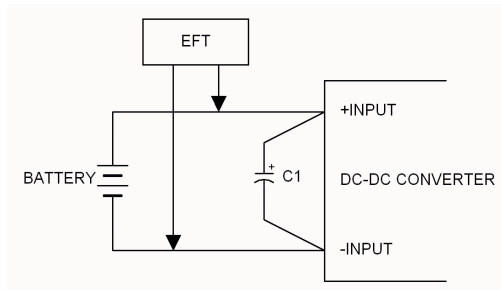 EFT
+INPUT
BATTERY
+
C1
DC-DC CONVERTER
-INPUT